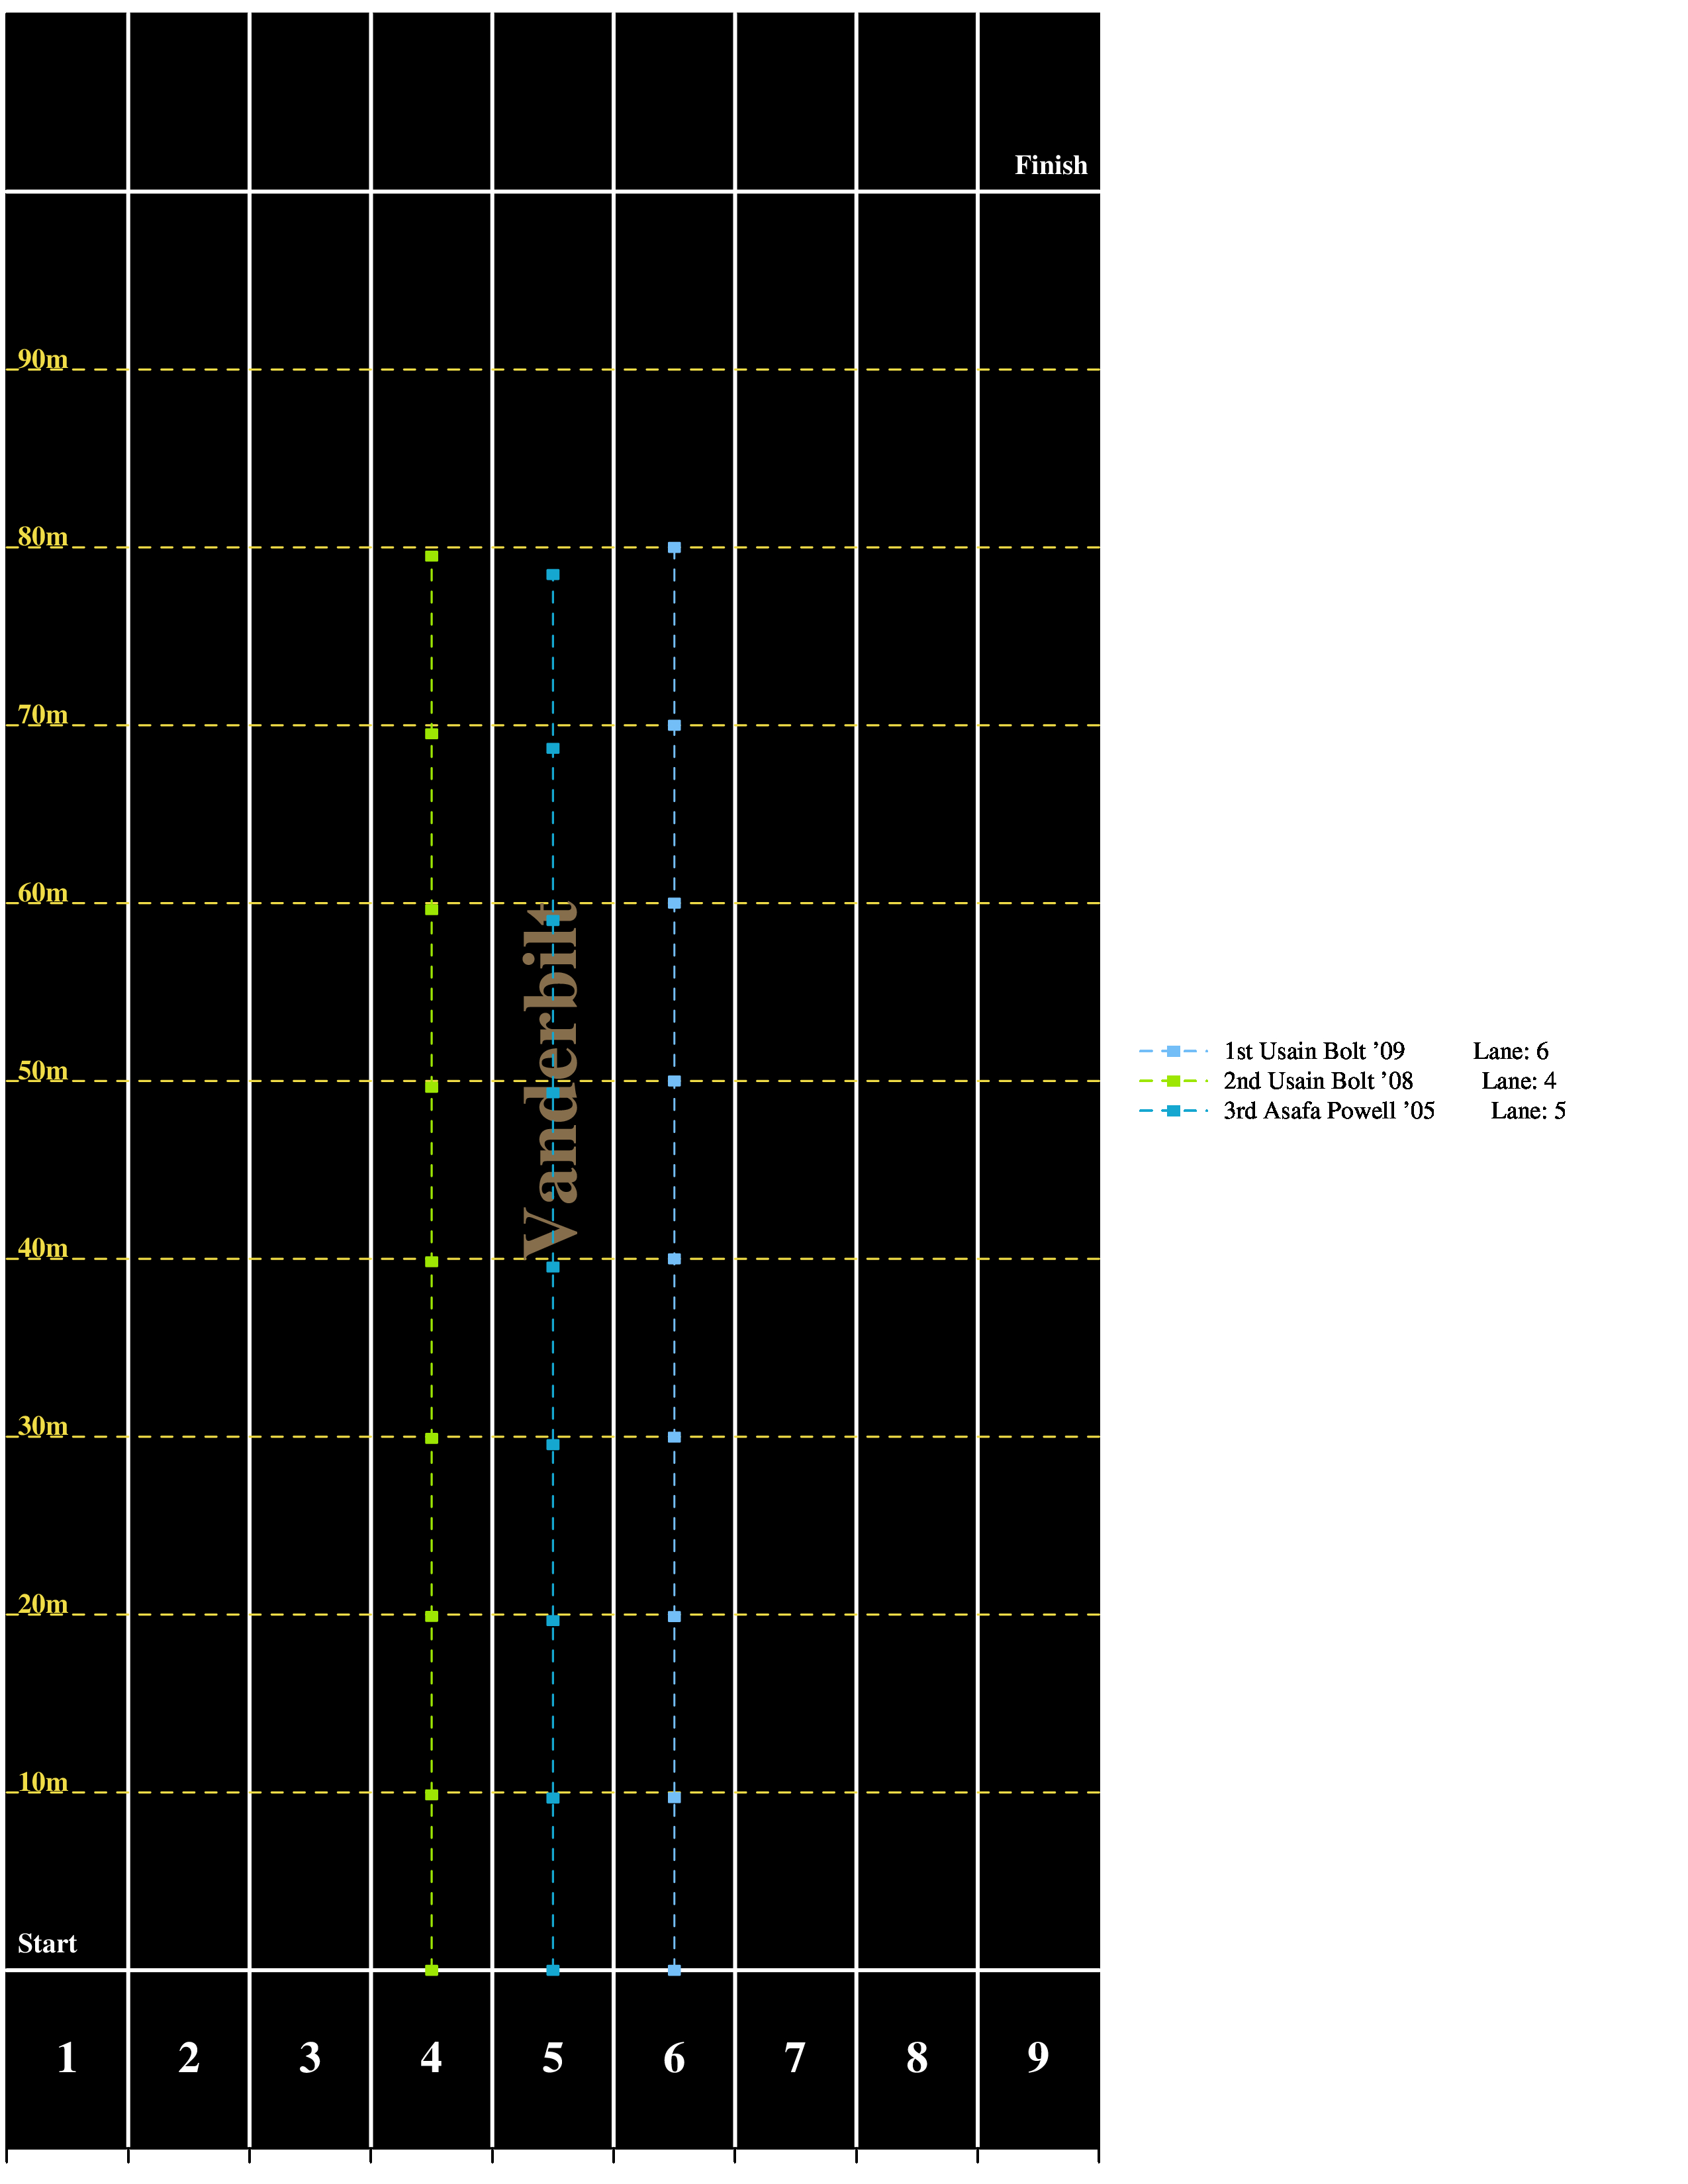 Finish
90m
80m
70m
60m
Vanderbilt
50m
1st Usain Bolt ’09 Lane: 6
2nd Usain Bolt ’08 Lane: 4
3rd Asafa Powell ’05 Lane: 5
40m
30m
20m
10m
Start
1 2 3 4 5 6 7 8 9